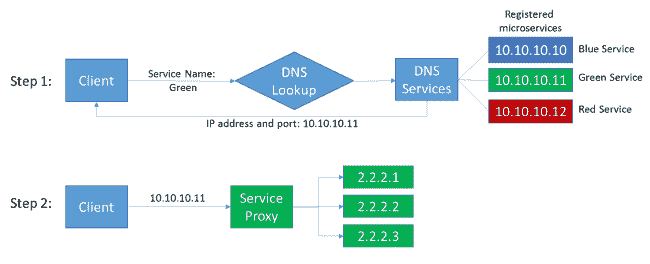 Registered
microservices
Step 1:
Client
Service Name:
Green
DNS
Lookup
DNS
Services
10.10.10.10
Blue Service
10.10.10.11
Green Service
10.10.10.12
Red Service
IP address and port: 10.10.10.11
Step 2:
Client
10.10.10.11
Service
Proxy
2.2.2.1
2.2.2.2
2.2.2.3